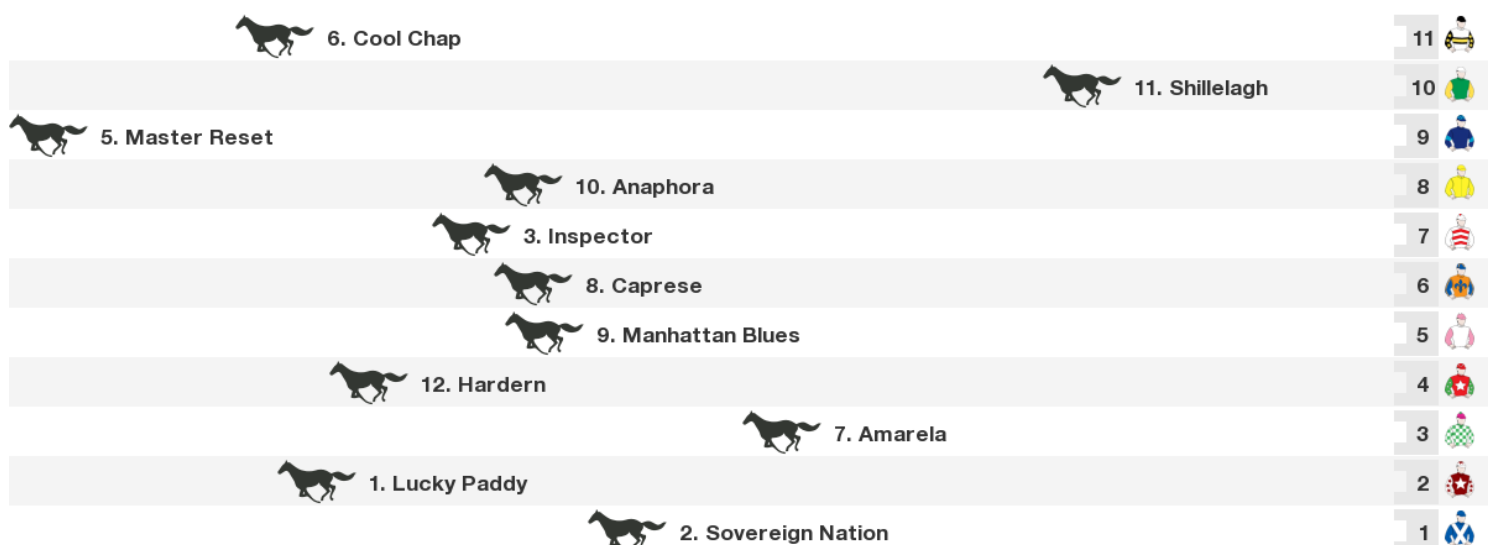 6. Cool Chap 11
11. Shillelagh 10
5. Master Reset 9
10. Anaphora 8
3. Inspector 7
8. Caprese 6
9. Manhattan Blues 5
12. Hardern 4
7. Amarela 3
1. Lucky Paddy 2
2. Sovereign Nation 1